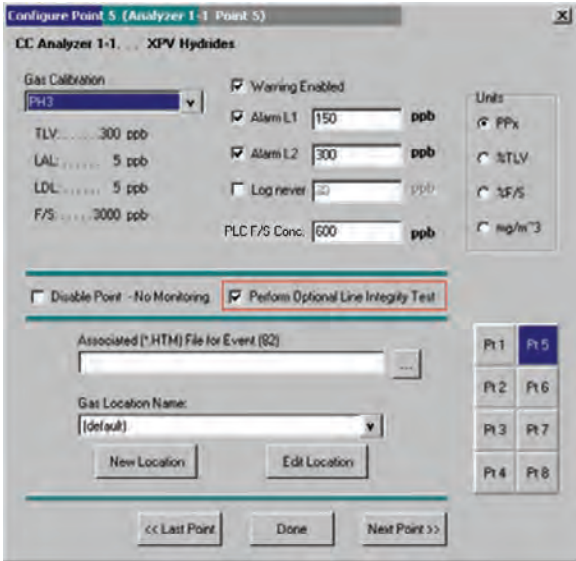 Configure Point 5 (Analyzer 1-1 Point 5)
CC Analyzer 1-1. . . XPV Hydrides
Gas Calibration
PH3
TLV:....... 300 ppb
LAL:...... 5 ppb
LDL:...... 5 ppb
F/S:..... 3000 ppb
Warning Enabled
Alarm L1 150 ppb
Alarm L2 300 ppb
Log never 30 ppb
PLC F/S Conc. 600 ppb
Units
PPx
%TLV
%F/S
mg/m^3
Disable Point - No Monitoring
Perform Optional Line Integrity Test
Associated (*.HTM) File for Event (82)
...
Gas Location Name:
(default)
New Location
Edit Location
Pt 1 Pt 5
Pt 2 Pt 6
Pt 3 Pt 7
Pt 4 Pt 8
<< Last Point
Done
Next Point >>